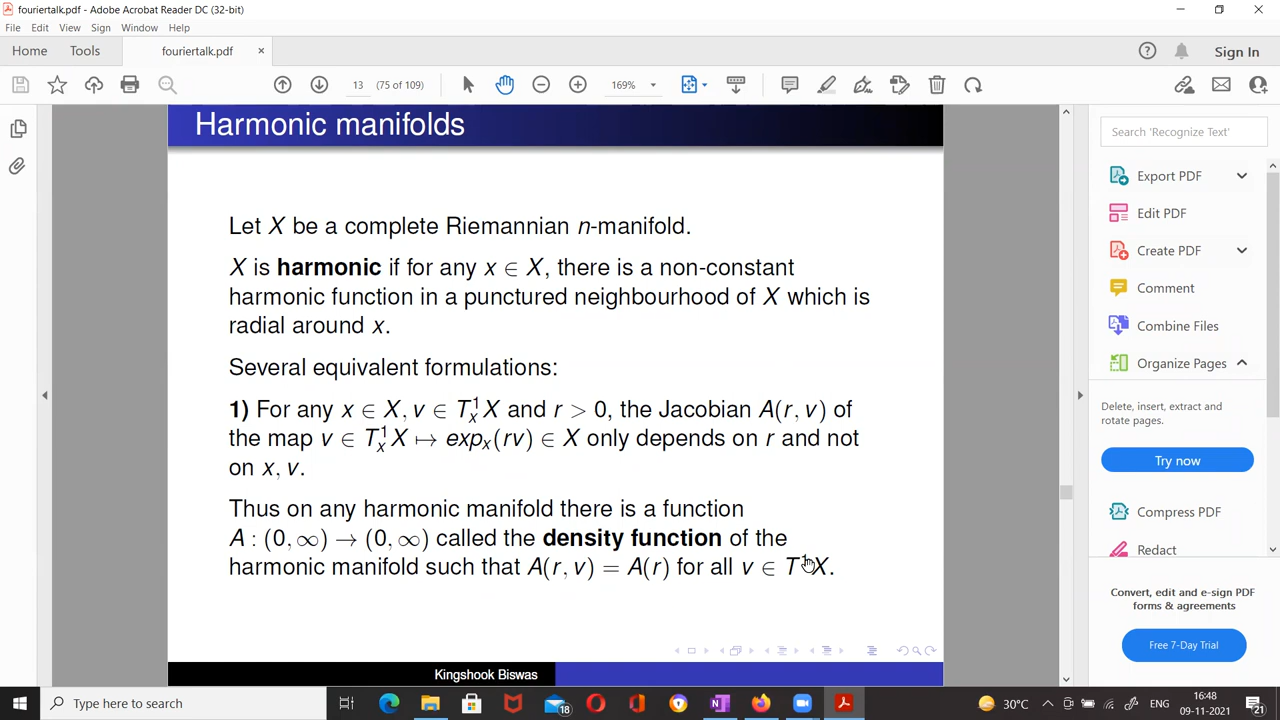 fouriertalk.pdf - Adobe Acrobat Reader DC (32-bit)
File Edit View Sign Window Help
Home Tools fouriertalk.pdf × Sign In
13 (75 of 109) 169%
Harmonic manifolds
Search 'Recognize Text'
Export PDF
Edit PDF
Create PDF
Comment
Combine Files
Organize Pages
Delete, insert, extract and
rotate pages.
Try now
Compress PDF
Redact
Convert, edit and e-sign PDF
forms & agreements
Free 7-Day Trial
Let X be a complete Riemannian n-manifold.
X is harmonic if for any x ∈ X, there is a non-constant
harmonic function in a punctured neighbourhood of X which is
radial around x.
Several equivalent formulations:
1) For any x ∈ X, v ∈ T¹ₓX and r > 0, the Jacobian A(r, v) of
the map v ∈ T¹ₓX ↦ expₓ(rv) ∈ X only depends on r and not
on x, v.
Thus on any harmonic manifold there is a function
A : (0, ∞) → (0, ∞) called the density function of the
harmonic manifold such that A(r, v) = A(r) for all v ∈ T¹X.
Kingshook Biswas
Type here to search
18
30°C ENG 16:48
09-11-2021
21